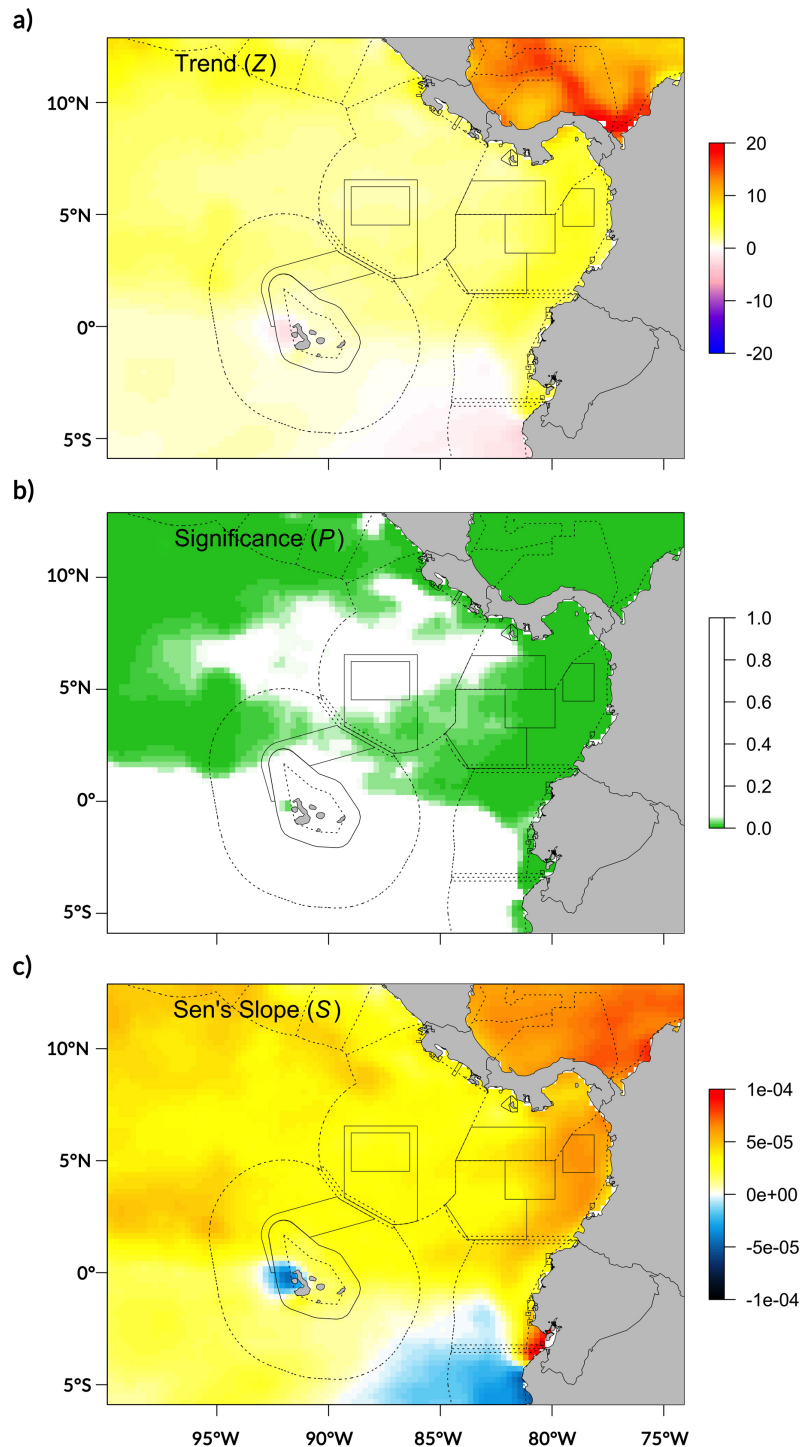 a)
Trend (Z)
10°N
5°N
0°
5°S
20
10
0
-10
-20
b)
Significance (P)
10°N
5°N
0°
5°S
1.0
0.8
0.6
0.4
0.2
0.0
c)
Sen's Slope (S)
10°N
5°N
0°
5°S
1e-04
5e-05
0e+00
-5e-05
-1e-04
95°W 90°W 85°W 80°W 75°W